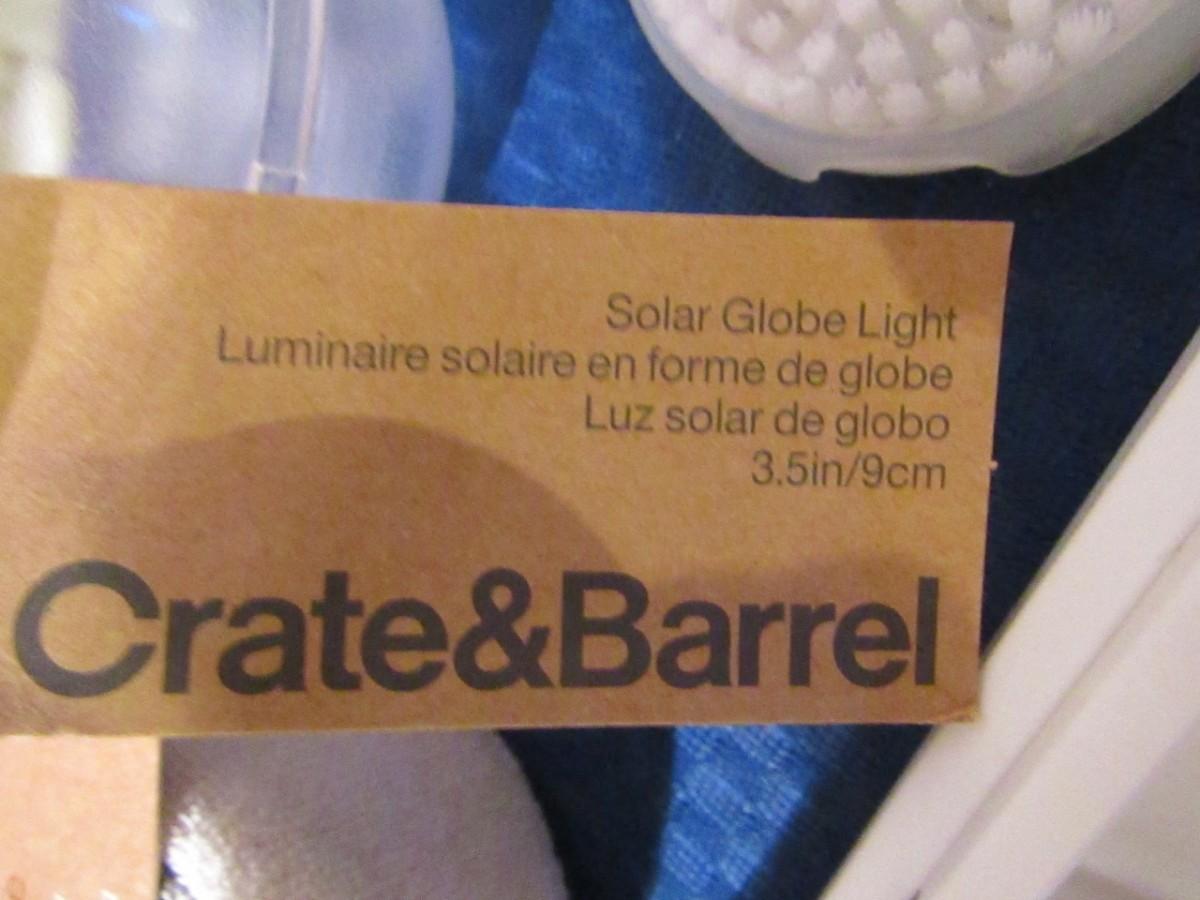 Solar Globe Light
Luminaire solaire en forme de globe
Luz solar de globo
3.5in/9cm
Crate&Barrel